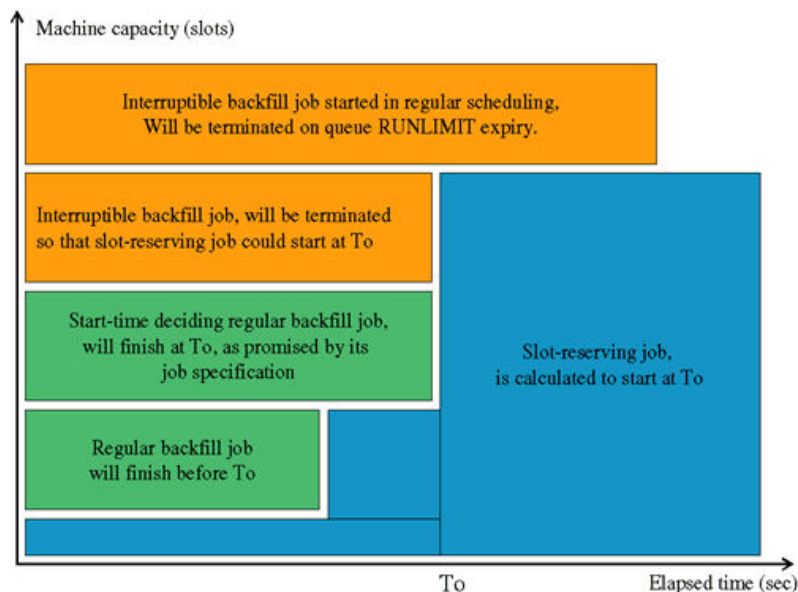 Machine capacity (slots)
Interruptible backfill job started in regular scheduling,
Will be terminated on queue RUNLIMIT expiry.
Interruptible backfill job, will be terminated
so that slot-reserving job could start at To
Start-time deciding regular backfill job,
will finish at To, as promised by its
job specification
Slot-reserving job,
is calculated to start at To
Regular backfill job
will finish before To
To
Elapsed time (sec)